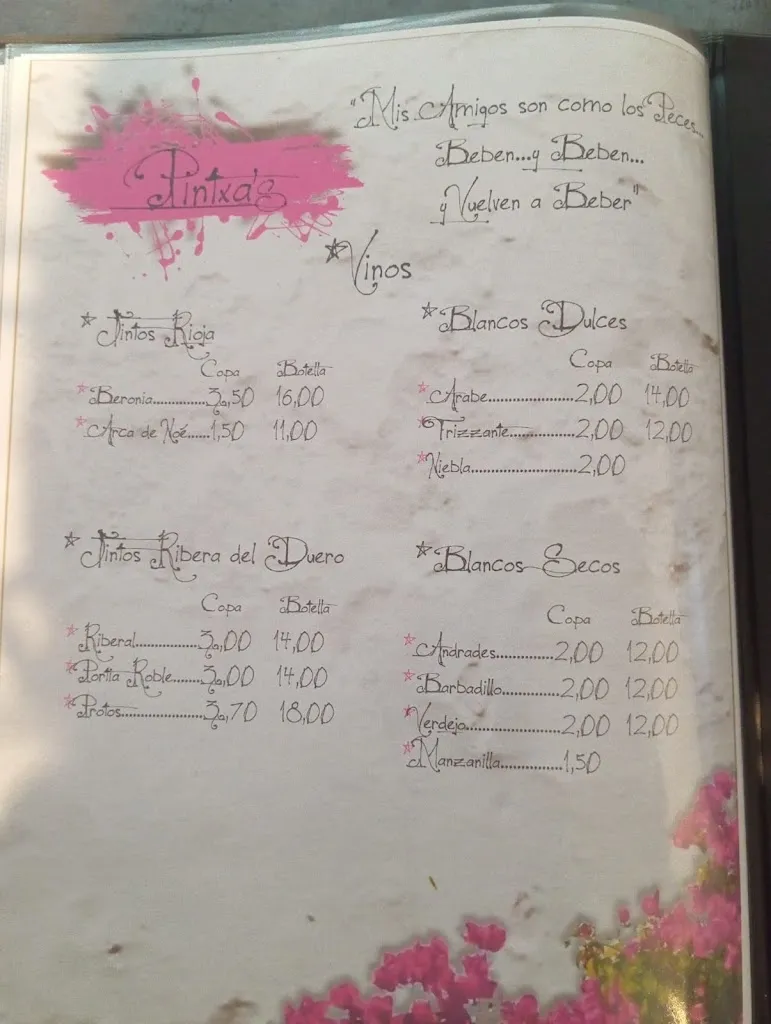 Pintxa's
"Mis Amigos son como los Peces...
Beben...y Beben...
y Vuelven a Beber"
*Vinos
*Tintos Rioja
Copa Botella
*Beronia...............3,50 16,00
*Arca de Noé......1,50 11,00
*Tintos Ribera del Duero
Copa Botella
*Riberal.................3,00 14,00
*Portia Roble.......3,00 14,00
*Protos......................3,70 18,00
*Blancos Dulces
Copa Botella
*Arabe.......................2,00 14,00
*Frizzante.................2,00 12,00
*Niebla.............................2,00
*Blancos Secos
Copa Botella
*Andrades...............2,00 12,00
*Barbadillo...............2,00 12,00
*Verdejo........................2,00 12,00
*Manzanilla................1,50